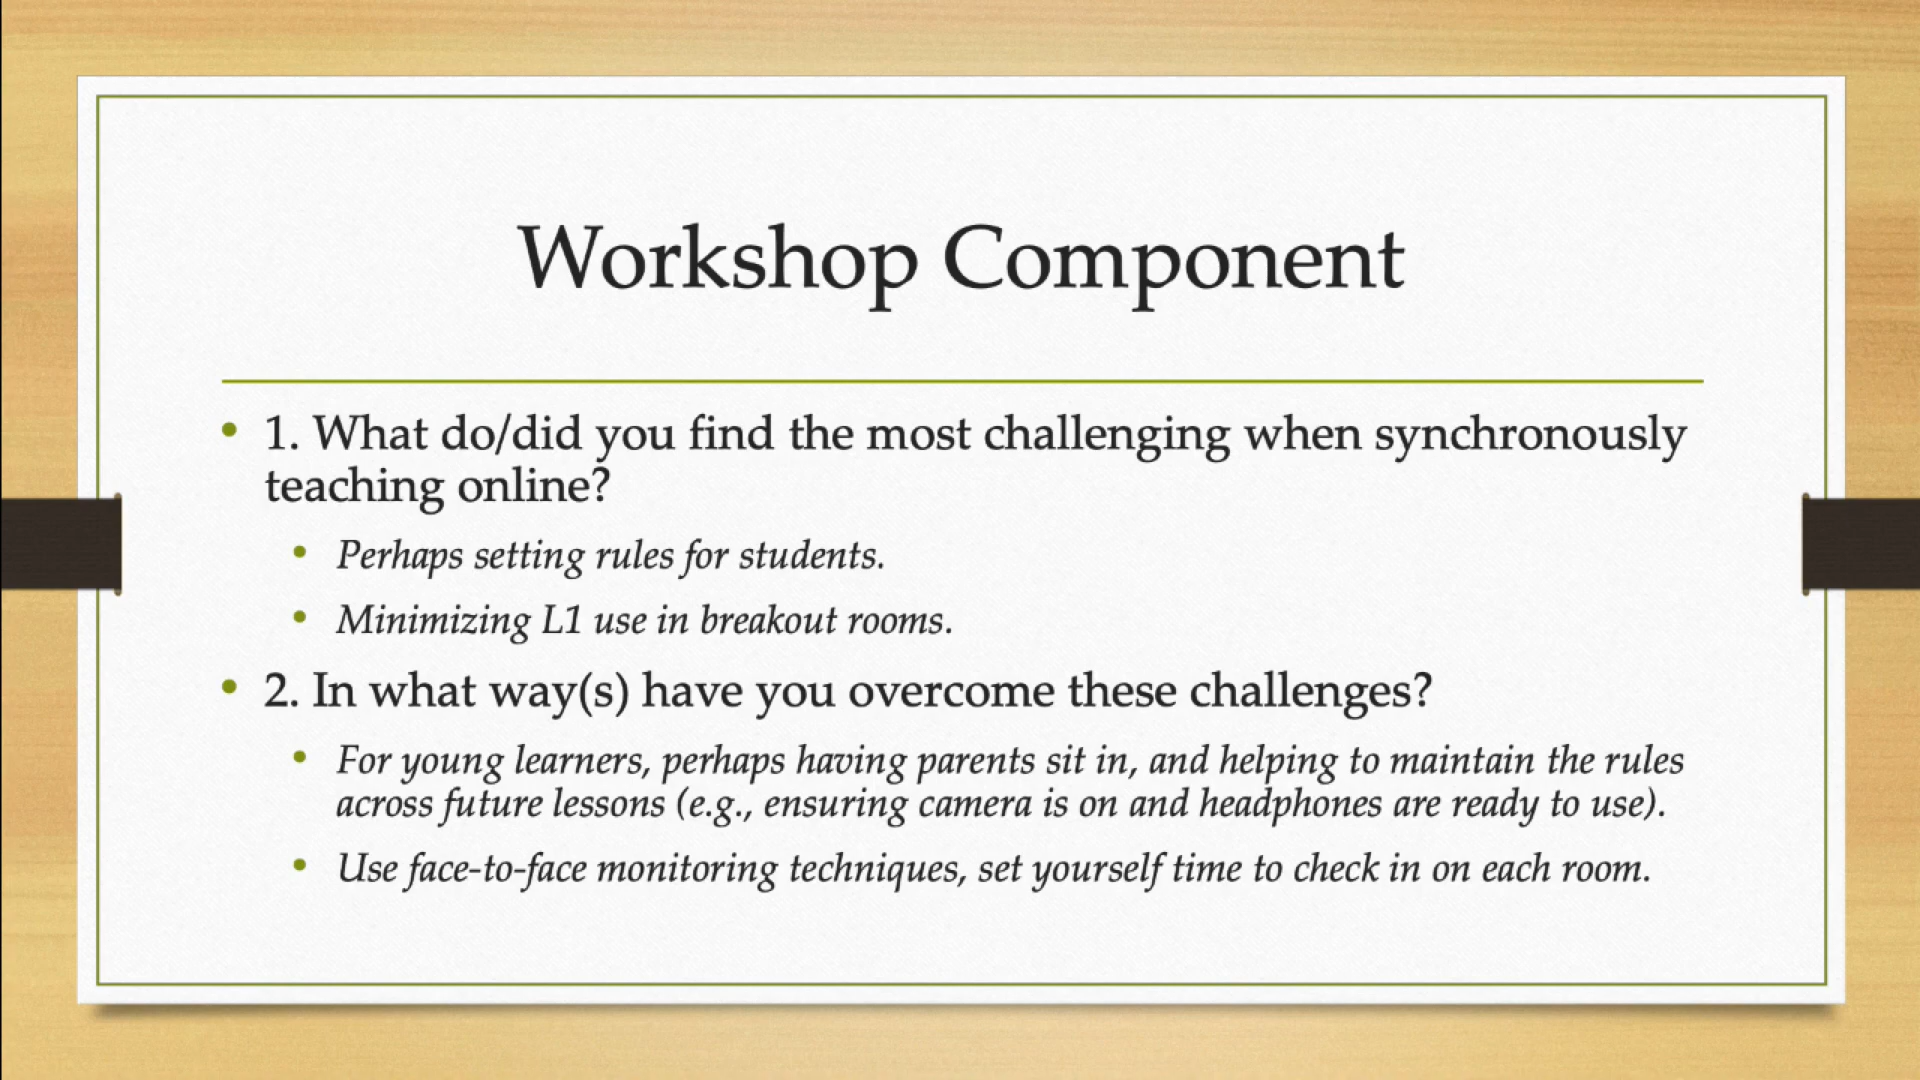 Workshop Component
• 1. What do/did you find the most challenging when synchronously
teaching online?
• Perhaps setting rules for students.
• Minimizing L1 use in breakout rooms.
• 2. In what way(s) have you overcome these challenges?
• For young learners, perhaps having parents sit in, and helping to maintain the rules
across future lessons (e.g., ensuring camera is on and headphones are ready to use).
• Use face-to-face monitoring techniques, set yourself time to check in on each room.